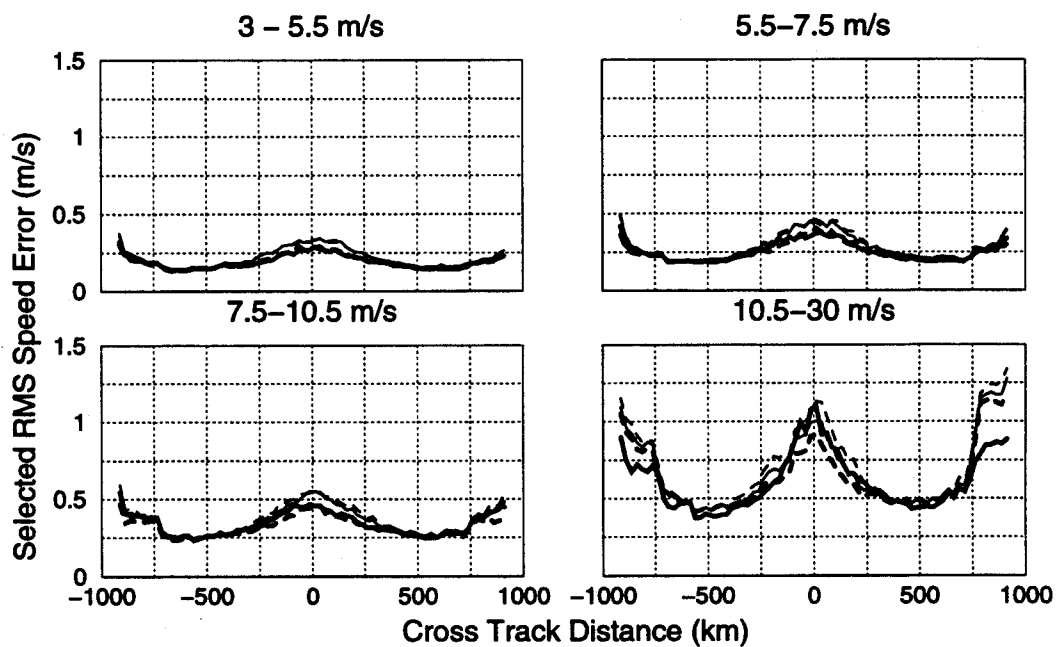 3 – 5.5 m/s
5.5–7.5 m/s
1.5
1
0.5
0
7.5–10.5 m/s
10.5–30 m/s
1.5
1
0.5
0
Selected RMS Speed Error (m/s)
−1000 −500 0 500 1000
−1000 −500 0 500 1000
Cross Track Distance (km)